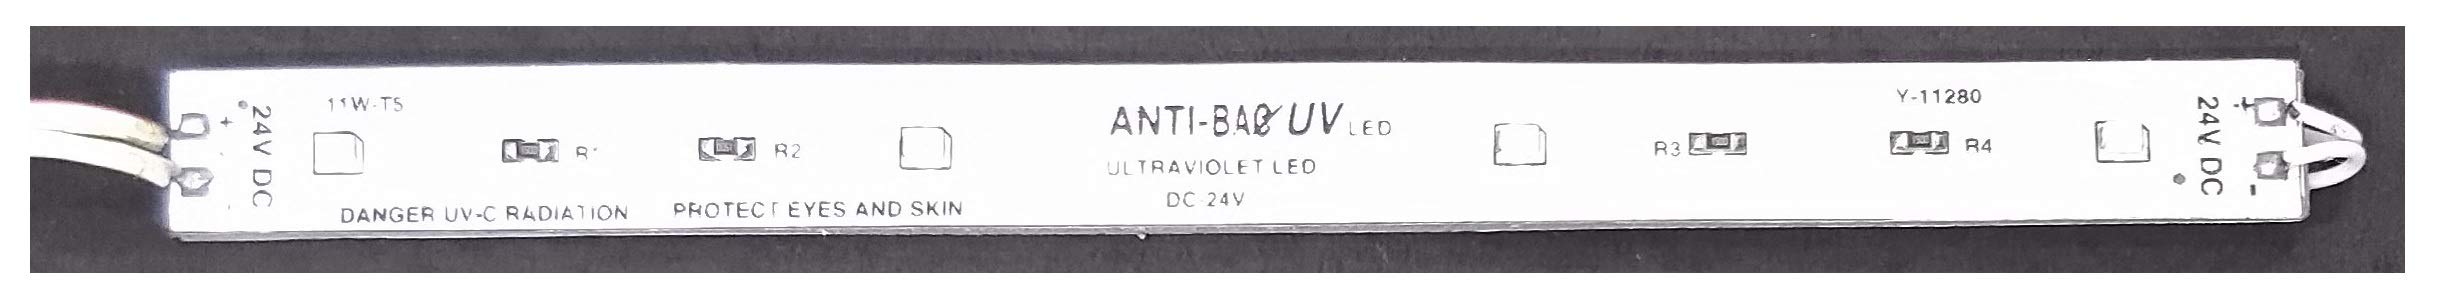 24V DC
+
11W-T5
R1
R2
DANGER UV-C RADIATION
PROTECT EYES AND SKIN
ANTI-BAC UV LED
ULTRAVIOLET LED
DC-24V
Y-11280
R3
R4
24V DC
+
-